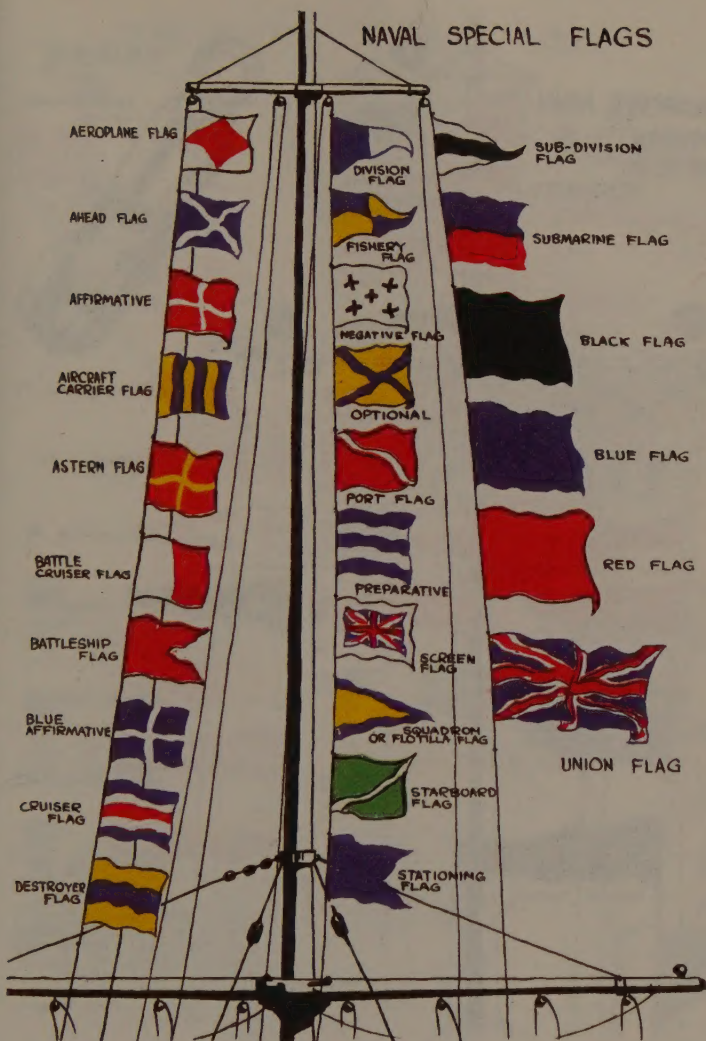 NAVAL SPECIAL FLAGS
AEROPLANE FLAG
AHEAD FLAG
AFFIRMATIVE
AIRCRAFT
CARRIER FLAG
ASTERN FLAG
BATTLE
CRUISER FLAG
BATTLESHIP
FLAG
BLUE
AFFIRMATIVE
CRUISER
FLAG
DESTROYER
FLAG
DIVISION
FLAG
FISHERY
FLAG
NEGATIVE FLAG
OPTIONAL
PORT FLAG
PREPARATIVE
SCREEN
FLAG
SQUADRON
OR FLOTILLA FLAG
STARBOARD
FLAG
STATIONING
FLAG
SUB-DIVISION
FLAG
SUBMARINE FLAG
BLACK FLAG
BLUE FLAG
RED FLAG
UNION FLAG